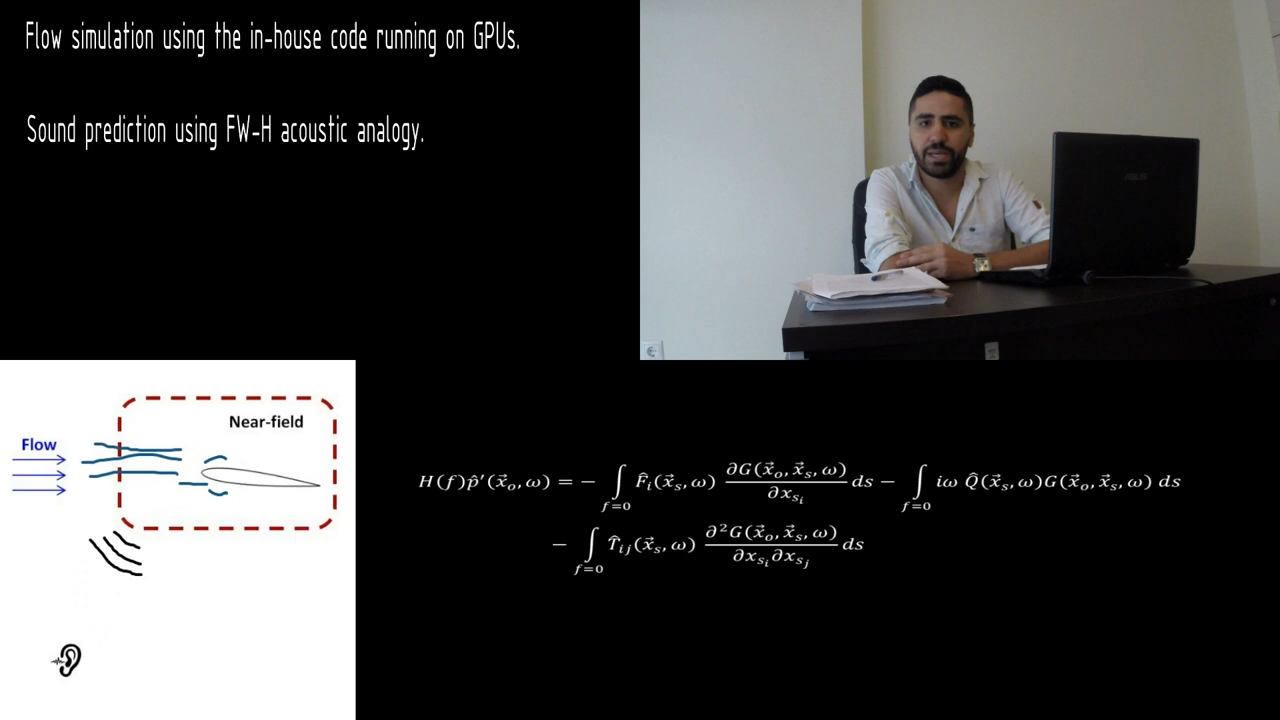 Flow simulation using the in-house code running on GPUs.
Sound prediction using FW-H acoustic analogy.
ASUS
Near-field
Flow
H(f)p̂′(x⃗ₒ,ω) = − ∫_{f=0} F̂ᵢ(x⃗ₛ,ω) ∂G(x⃗ₒ,x⃗ₛ,ω)/∂x_{sᵢ} ds − ∫_{f=0} iω Q̂(x⃗ₛ,ω)G(x⃗ₒ,x⃗ₛ,ω) ds
− ∫_{f=0} T̂ᵢⱼ(x⃗ₛ,ω) ∂²G(x⃗ₒ,x⃗ₛ,ω)/∂x_{sᵢ}∂x_{sⱼ} ds